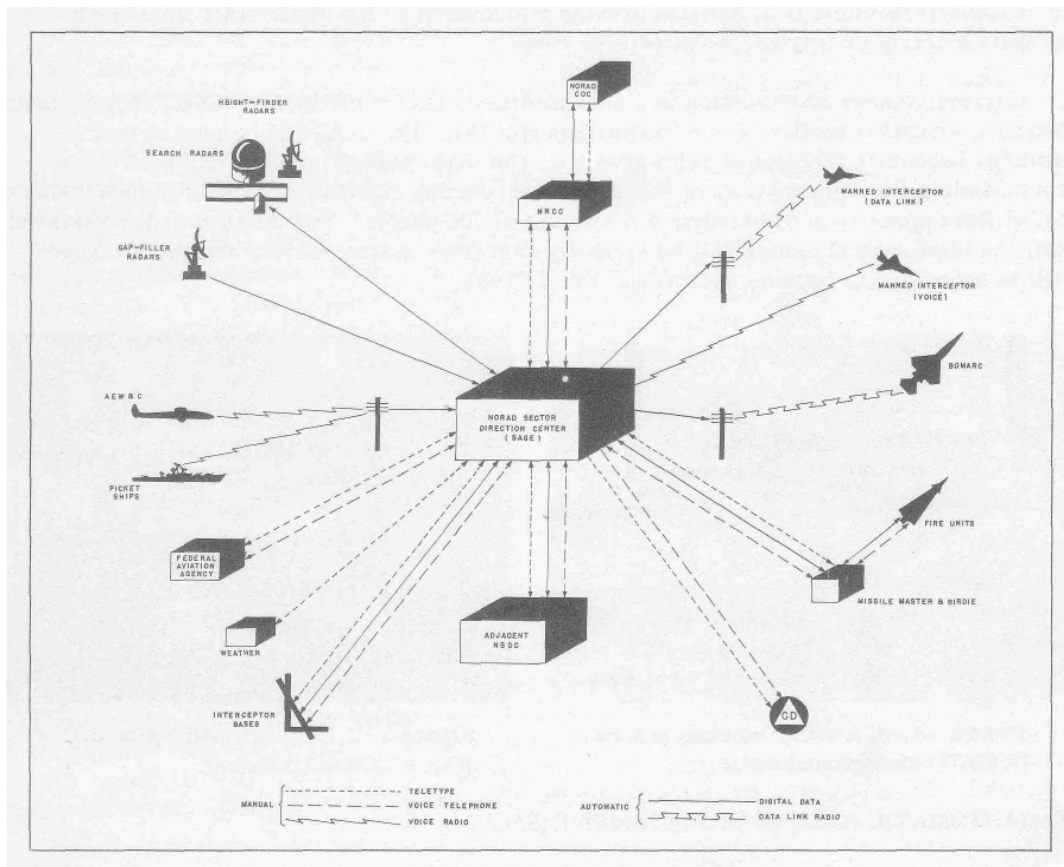 HEIGHT-FINDER
RADARS
SEARCH RADARS
GAP-FILLER
RADARS
NORAD
COC
NRCC
MANNED INTERCEPTOR
(DATA LINK)
MANNED INTERCEPTOR
(VOICE)
BOMARC
AEW & C
NORAD SECTOR
DIRECTION CENTER
(SAGE)
PICKET
SHIPS
FIRE UNITS
FEDERAL
AVIATION
AGENCY
MISSILE MASTER & BIRDIE
WEATHER
ADJACENT
NSDC
INTERCEPTOR
BASES
CD
MANUAL
TELETYPE
VOICE TELEPHONE
VOICE RADIO
AUTOMATIC
DIGITAL DATA
DATA LINK RADIO